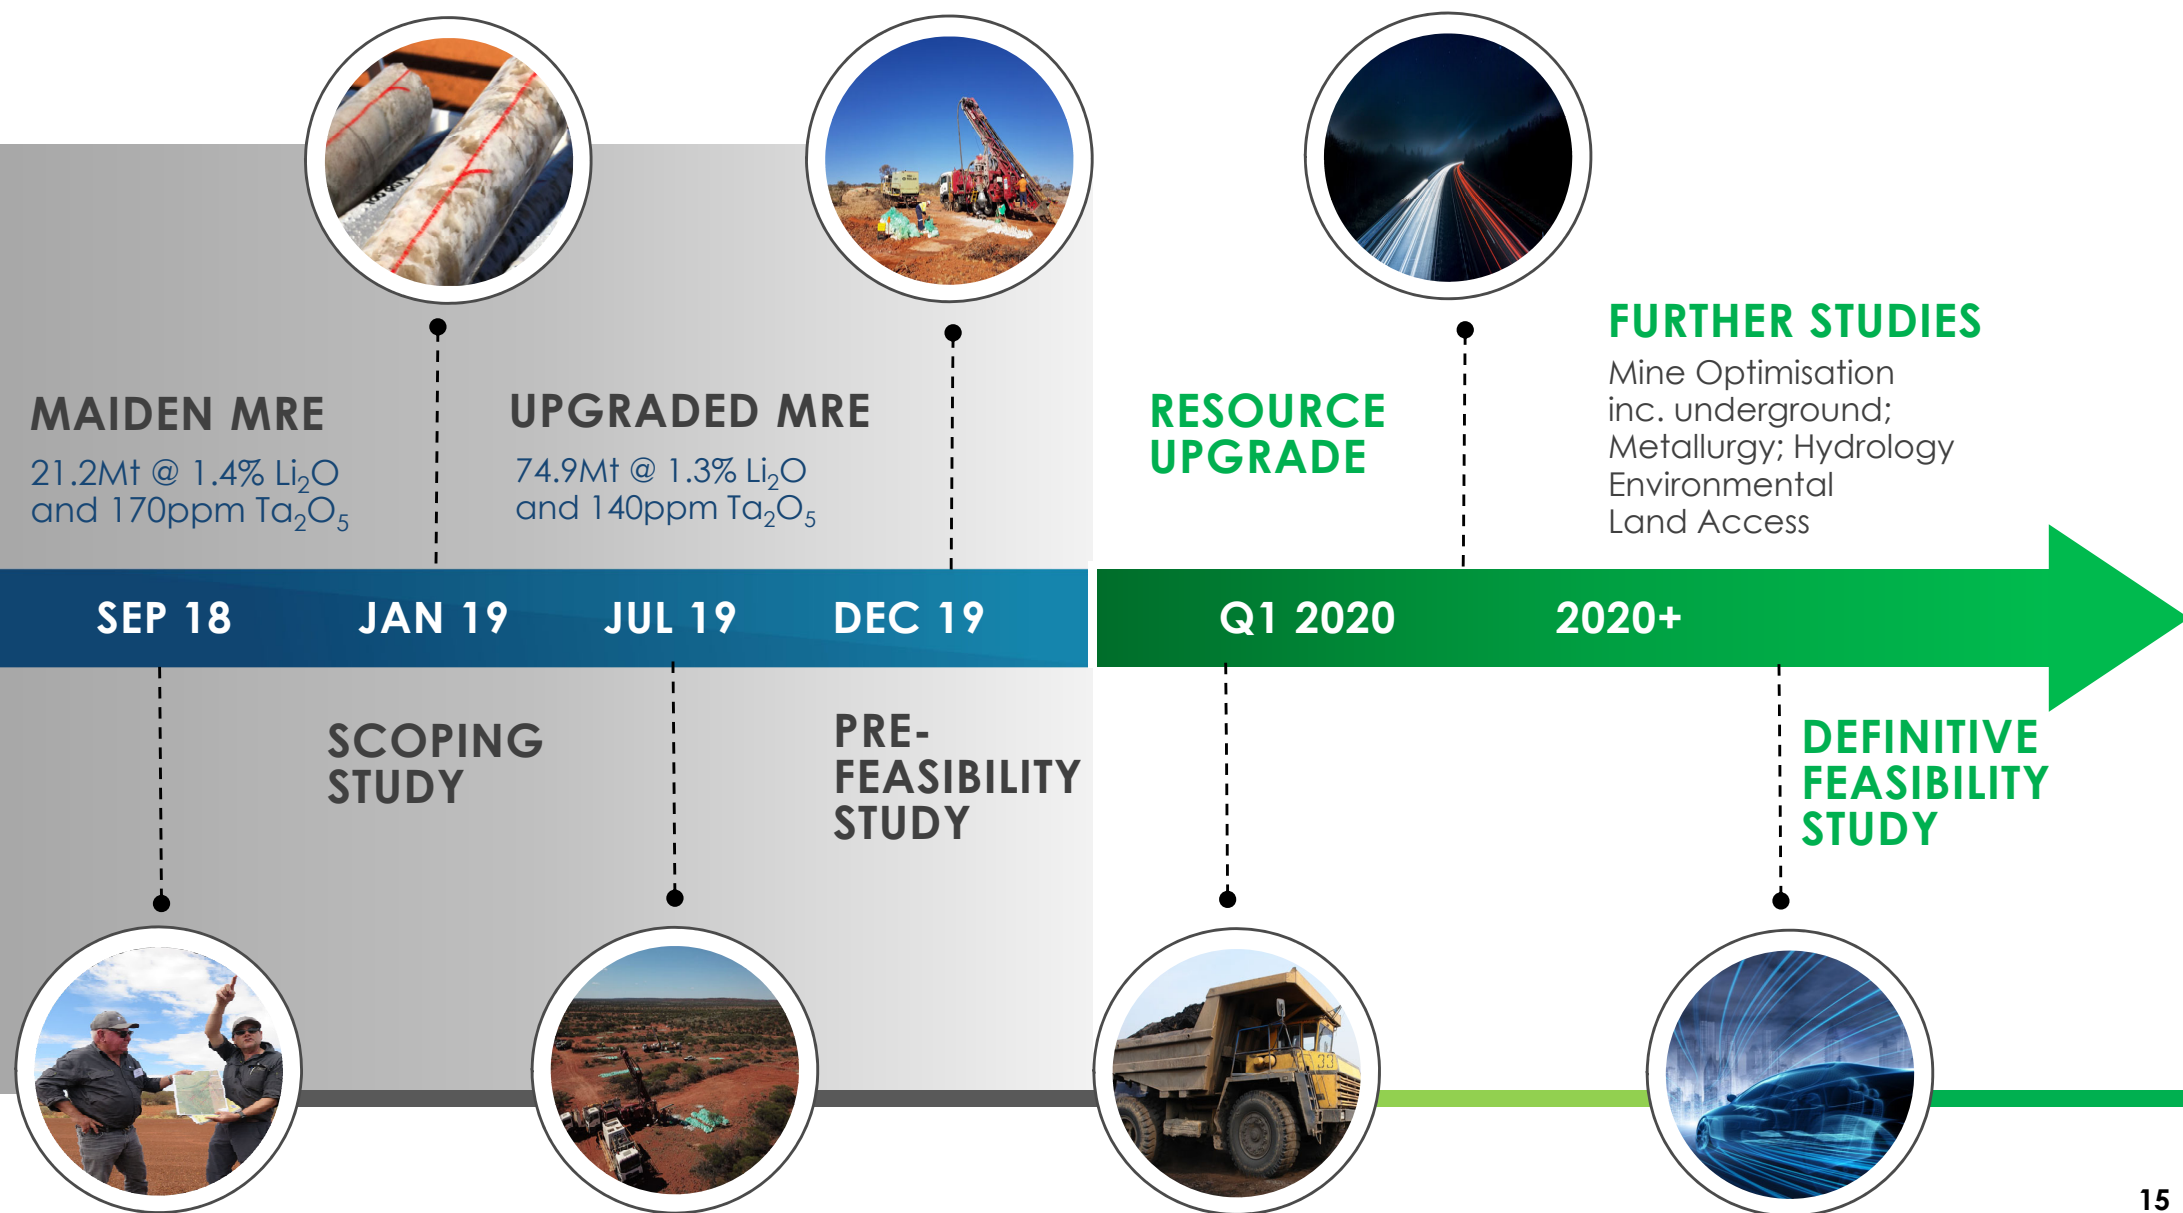 MAIDEN MRE
21.2Mt @ 1.4% Li₂O
and 170ppm Ta₂O₅
UPGRADED MRE
74.9Mt @ 1.3% Li₂O
and 140ppm Ta₂O₅
RESOURCE
UPGRADE
FURTHER STUDIES
Mine Optimisation
inc. underground;
Metallurgy; Hydrology
Environmental
Land Access
SEP 18
JAN 19
JUL 19
DEC 19
Q1 2020
2020+
SCOPING
STUDY
PRE-
FEASIBILITY
STUDY
DEFINITIVE
FEASIBILITY
STUDY
33
15